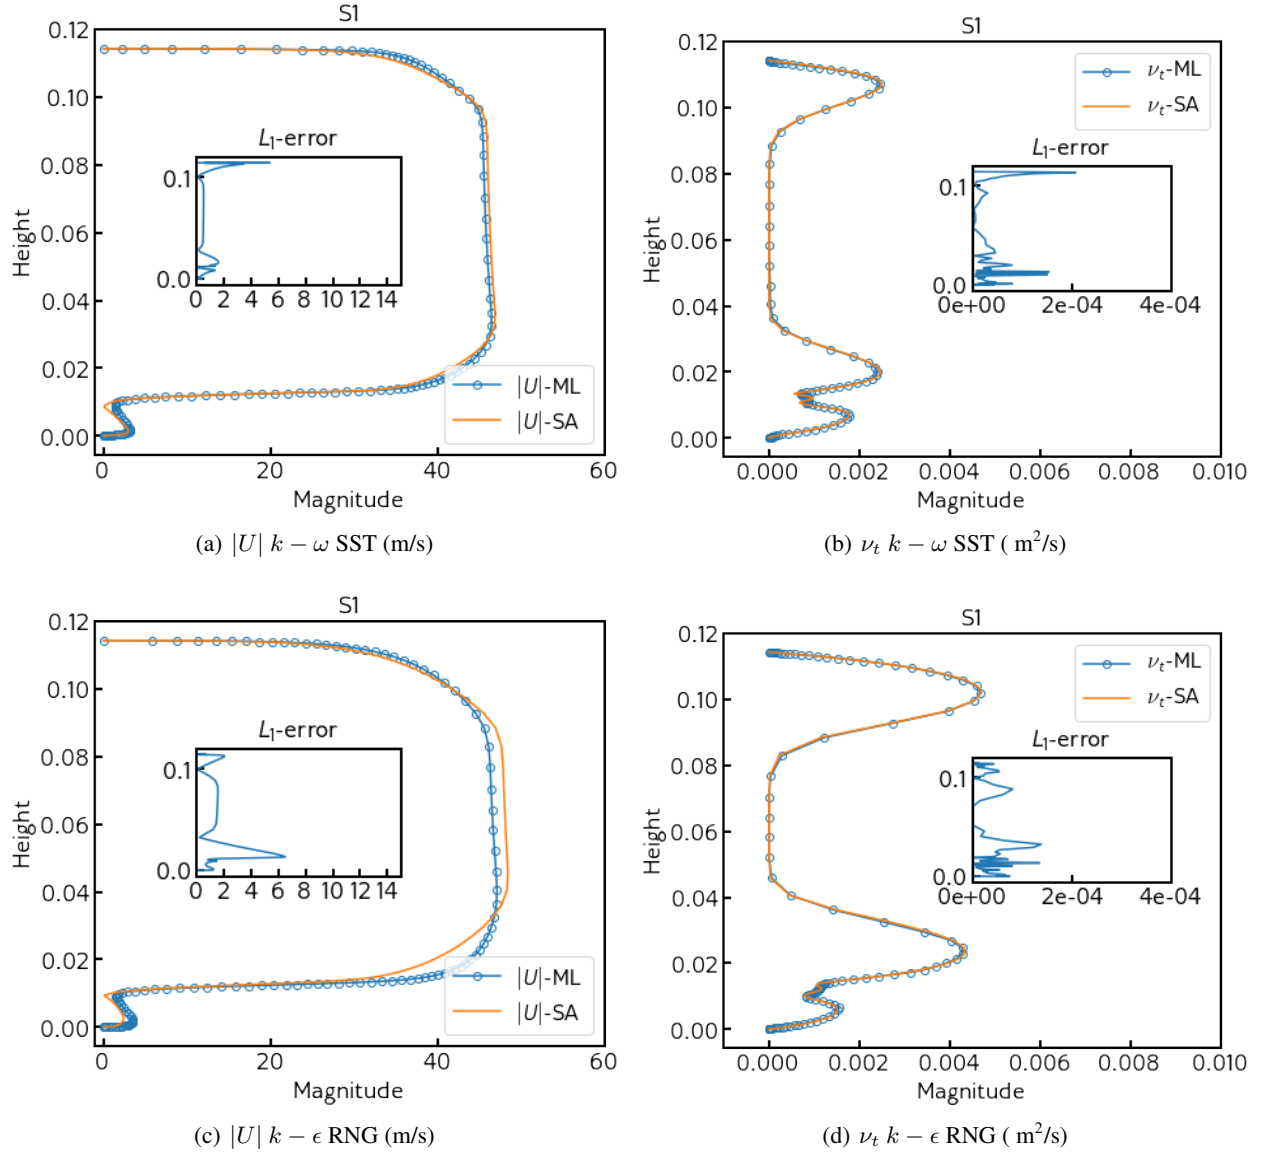 S1
0.12
0.10
0.08
0.06
0.04
0.02
0.00
Height
L₁-error
0.1
0.0
0 2 4 6 8 10 12 14
|U|-ML
|U|-SA
0 20 40 60
Magnitude
(a) |U| k − ω SST (m/s)
S1
0.12
0.10
0.08
0.06
0.04
0.02
0.00
Height
νₜ-ML
νₜ-SA
L₁-error
0.1
0.0
0e+00 2e-04 4e-04
0.000 0.002 0.004 0.006 0.008 0.010
Magnitude
(b) νₜ k − ω SST ( m²/s)
S1
0.12
0.10
0.08
0.06
0.04
0.02
0.00
Height
L₁-error
0.1
0.0
0 2 4 6 8 10 12 14
|U|-ML
|U|-SA
0 20 40 60
Magnitude
(c) |U| k − ϵ RNG (m/s)
S1
0.12
0.10
0.08
0.06
0.04
0.02
0.00
Height
νₜ-ML
νₜ-SA
L₁-error
0.1
0.0
0e+00 2e-04 4e-04
0.000 0.002 0.004 0.006 0.008 0.010
Magnitude
(d) νₜ k − ϵ RNG ( m²/s)